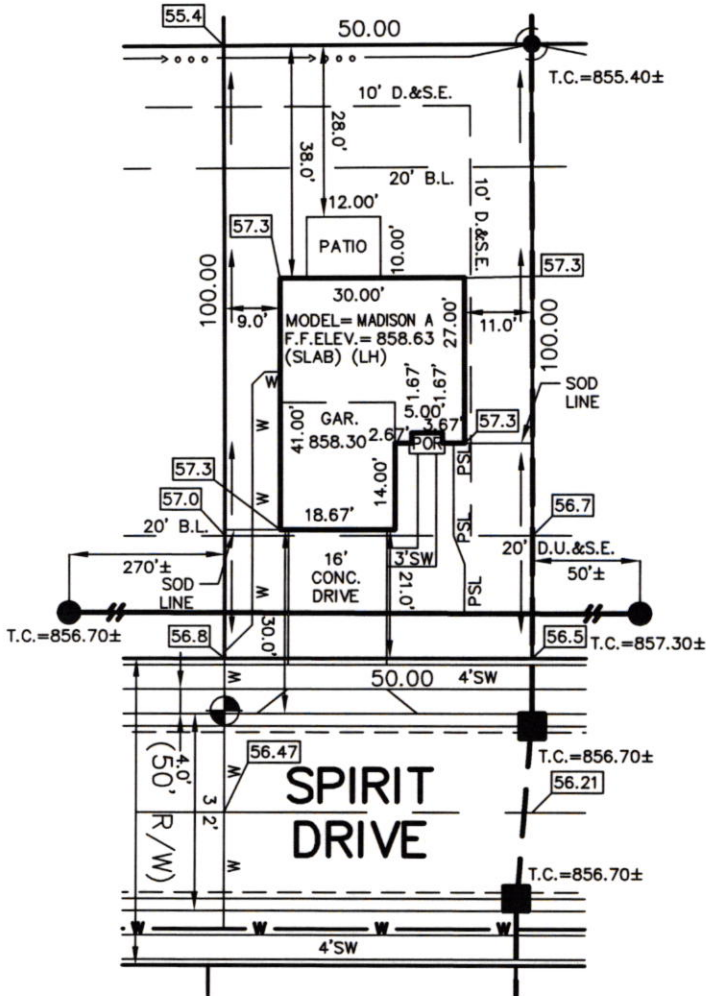 55.4
50.00
T.C.=855.40±
10' D.&S.E.
28.0'
38.0'
20' B.L.
10' D.&S.E.
12.00'
57.3
PATIO
10.00'
57.3
100.00
30.00'
9.0'
MODEL= MADISON A
F.F.ELEV.= 858.63
(SLAB) (LH)
27.00'
11.0'
100.00
W
1.67'
1.67'
5.00'
SOD
LINE
W
41.00'
GAR.
858.30
2.67'
3.67'
POR
57.3
PSL
57.3
W
14.00'
57.0
18.67'
56.7
20' B.L.
PSL
20' D.U.&S.E.
270'±
W
16'
CONC.
DRIVE
3'SW
21.0'
50'±
SOD
LINE
W
PSL
30.0'
T.C.=856.70±
56.8
56.5
T.C.=857.30±
W
50.00
4'SW
4.0'
W
56.47
SPIRIT
DRIVE
T.C.=856.70±
56.21
(50' R/W)
32'
W
T.C.=856.70±
W
W
W
W
4'SW